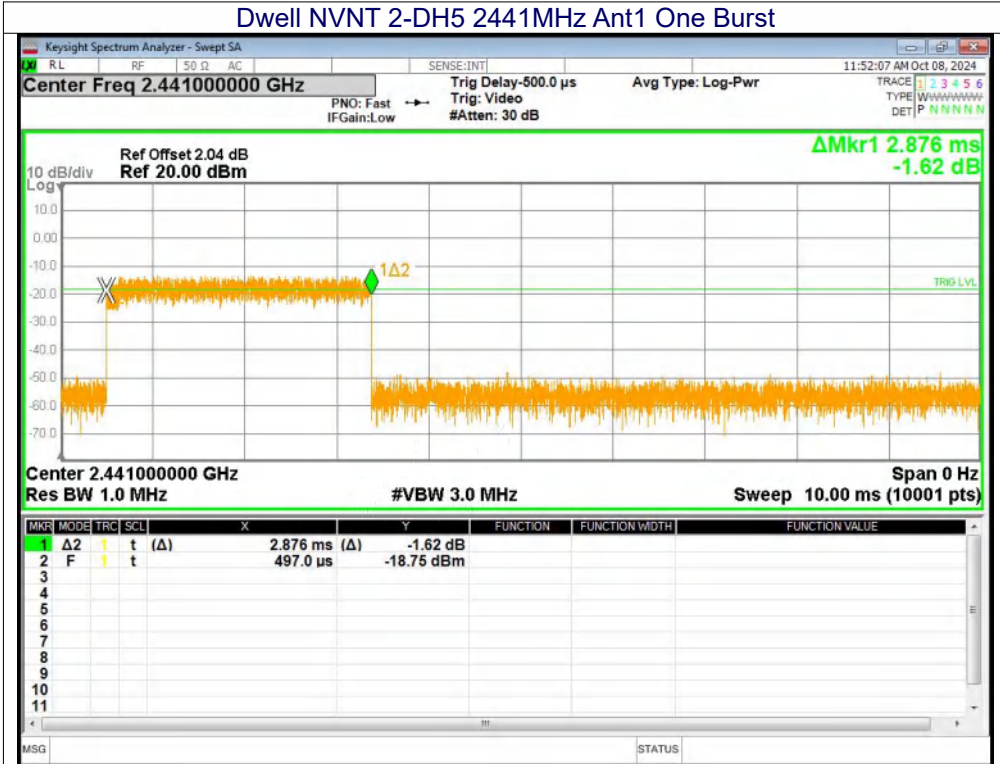 Dwell NVNT 2-DH5 2441MHz Ant1 One Burst
Keysight Spectrum Analyzer - Swept SA
LXI RL RF 50 Ω AC SENSE:INT 11:52:07 AM Oct 08, 2024
Center Freq 2.441000000 GHz Trig Delay-500.0 µs Avg Type: Log-Pwr TRACE 1 2 3 4 5 6
PNO: Fast Trig: Video TYPE WWWWWWW
IFGain:Low #Atten: 30 dB DET P N N N N N
ΔMkr1 2.876 ms
Ref Offset 2.04 dB
10 dB/div Ref 20.00 dBm -1.62 dB
Log
10.0
0.00
-10.0
1Δ2
TRIG LVL
-20.0
-30.0
-40.0
-50.0
-60.0
-70.0
Center 2.441000000 GHz Span 0 Hz
Res BW 1.0 MHz #VBW 3.0 MHz Sweep 10.00 ms (10001 pts)
MKR MODE TRC SCL X Y FUNCTION FUNCTION WIDTH FUNCTION VALUE
1 Δ2 1 t (Δ) 2.876 ms (Δ) -1.62 dB
2 F 1 t 497.0 µs -18.75 dBm
3
4
5
6
7
8
9
10
11
MSG STATUS